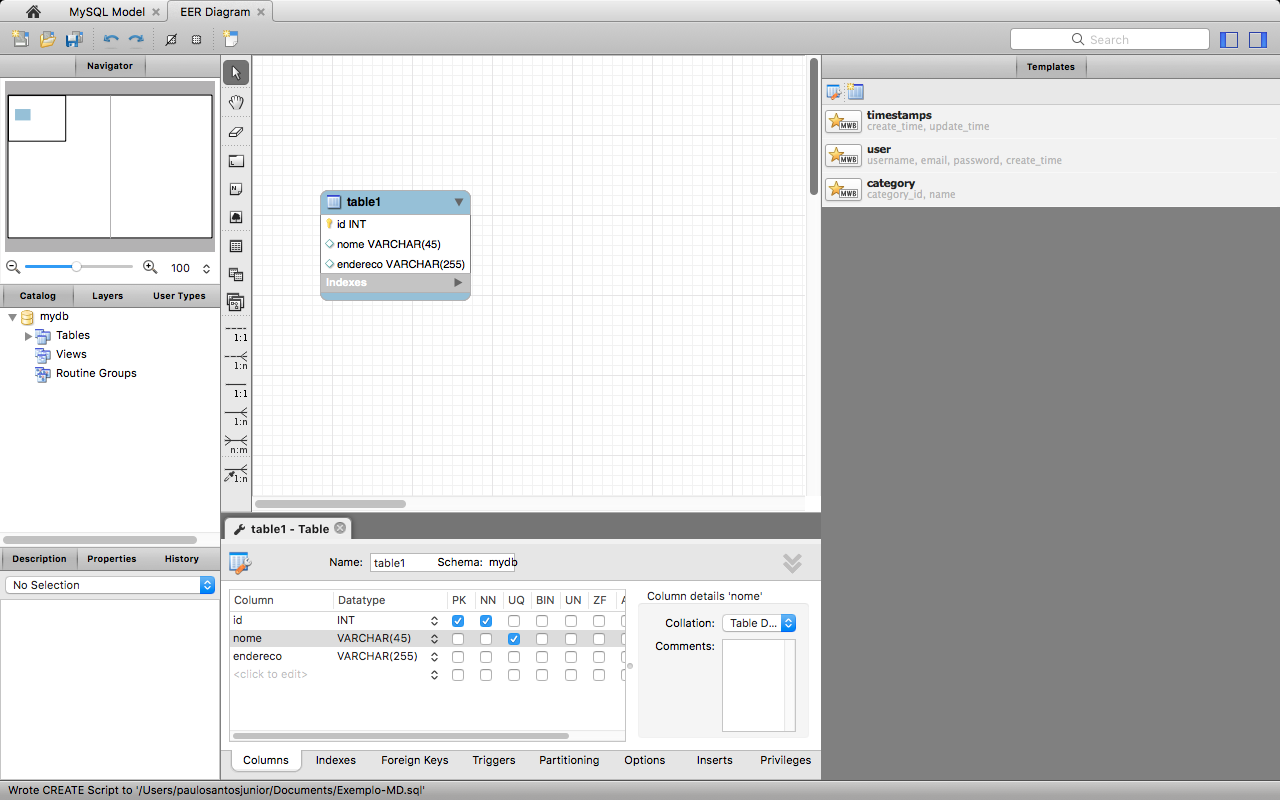 MySQL Model
EER Diagram
Search
Navigator
100
Catalog Layers User Types
mydb
Tables
Views
Routine Groups
Description Properties History
No Selection
1:1
1:n
1:1
1:n
n:m
1:n
table1
id INT
nome VARCHAR(45)
endereco VARCHAR(255)
Indexes
Templates
MWB
timestamps
create_time, update_time
MWB
user
username, email, password, create_time
MWB
category
category_id, name
table1 - Table
Name: table1 Schema: mydb
Column Datatype PK NN UQ BIN UN ZF A
id INT
nome VARCHAR(45)
endereco VARCHAR(255)
<click to edit>
Column details 'nome'
Collation: Table D...
Comments:
Columns Indexes Foreign Keys Triggers Partitioning Options Inserts Privileges
Wrote CREATE Script to '/Users/paulosantosjunior/Documents/Exemplo-MD.sql'